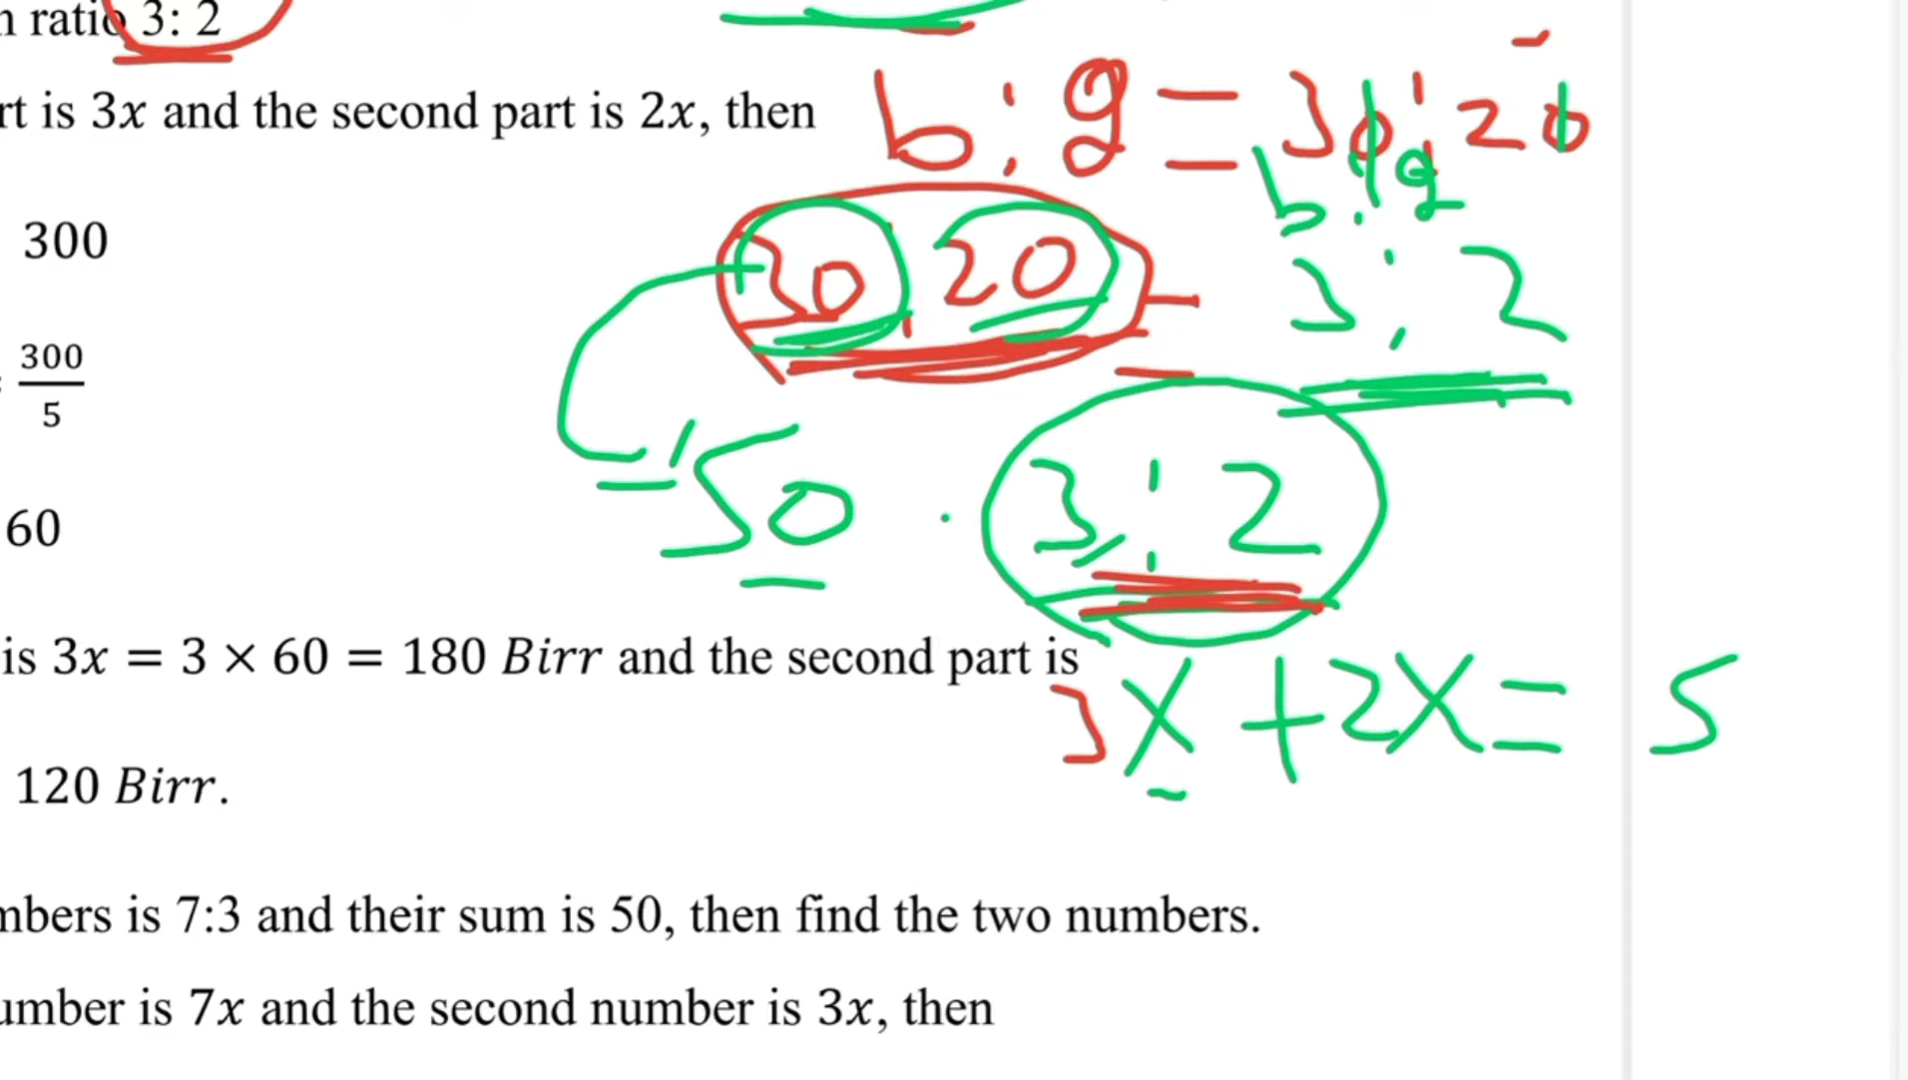 ratio 3: 2
rt is 3x and the second part is 2x, then
b : g = 30 : 20
b : g
300
30, 20
3 : 2
300
5
50 3 : 2
60
is 3x = 3 × 60 = 180 Birr and the second part is
3x + 2x = 5
120 Birr.
mbers is 7:3 and their sum is 50, then find the two numbers.
umber is 7x and the second number is 3x, then